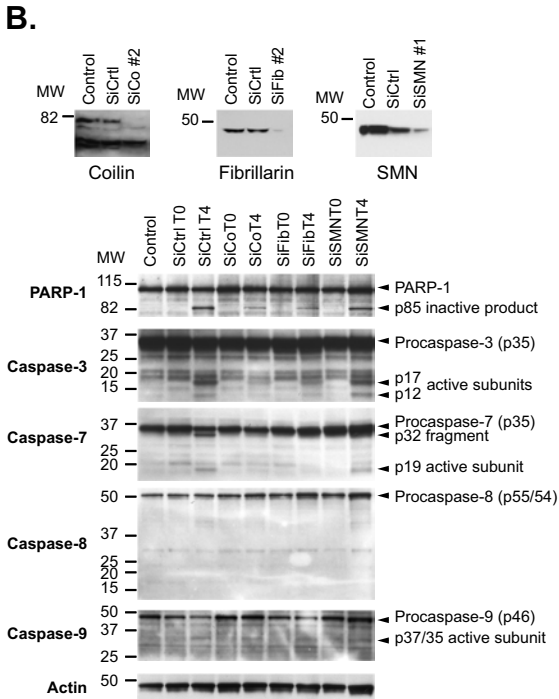 B.
MW
Control
SiCrtl
SiCo #2
82
Coilin
MW
Control
SiCrtl
SiFib #2
50
Fibrillarin
MW
Control
SiCtrl
SiSMN #1
50
SMN
MW
Control
SiCtrl T0
SiCtrl T4
SiCoT0
SiCoT4
SiFibT0
SiFibT4
SiSMNT0
SiSMNT4
PARP-1
115
82
PARP-1
p85 inactive product
Caspase-3
37
25
20
15
Procaspase-3 (p35)
p17
active subunits
p12
Caspase-7
37
25
20
Procaspase-7 (p35)
p32 fragment
p19 active subunit
Caspase-8
50
37
25
20
15
Procaspase-8 (p55/54)
Caspase-9
50
37
25
Procaspase-9 (p46)
p37/35 active subunit
Actin
50